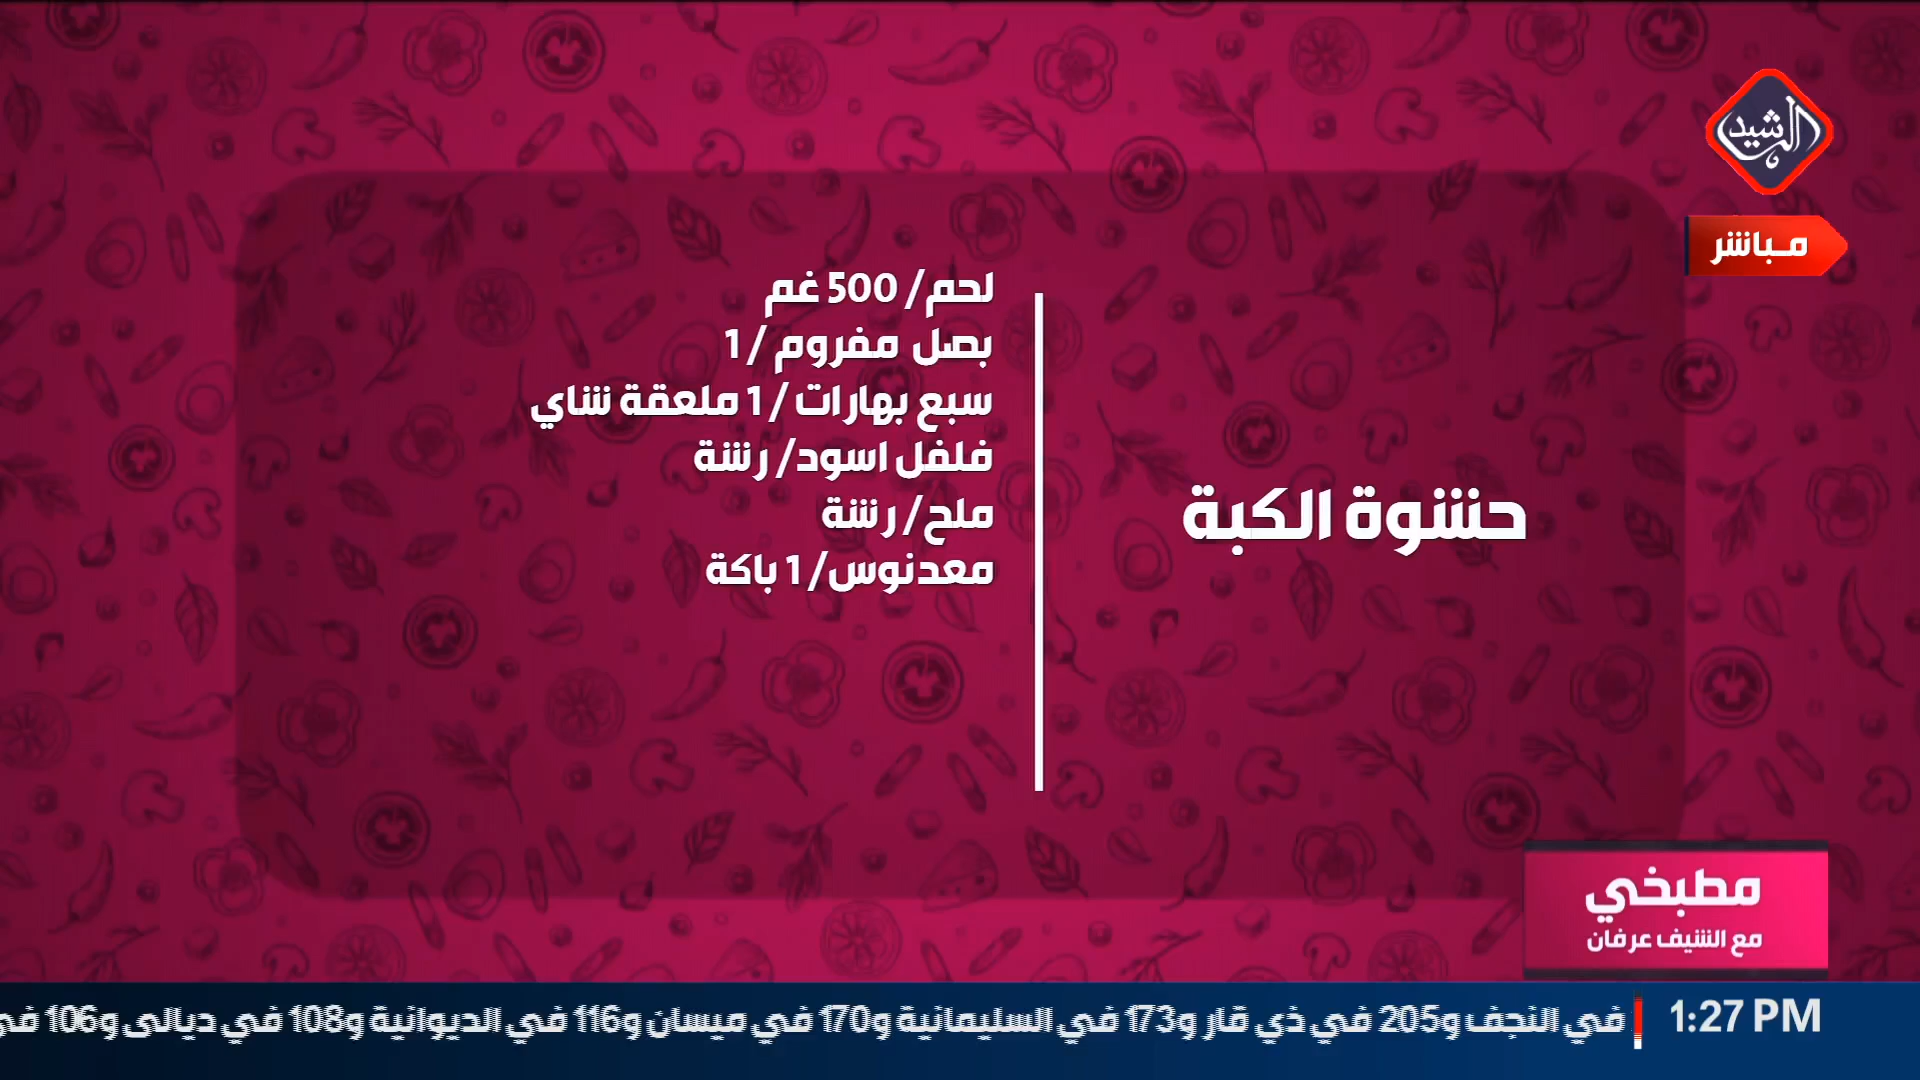 الرشيد
مباشر
حشوة الكبة
لحم/ 500 غم
بصل مفروم /1
سبع بهارات /1 ملعقة شاي
فلفل اسود/ رشة
ملح/ رشة
معدنوس/ 1 باكة
مطبخي
مع الشيف عرفان
1:27 PM
في النجف و205 في ذي قار و173 في السليمانية و170 في ميسان و116 في الديوانية و108 في ديالى و106 في